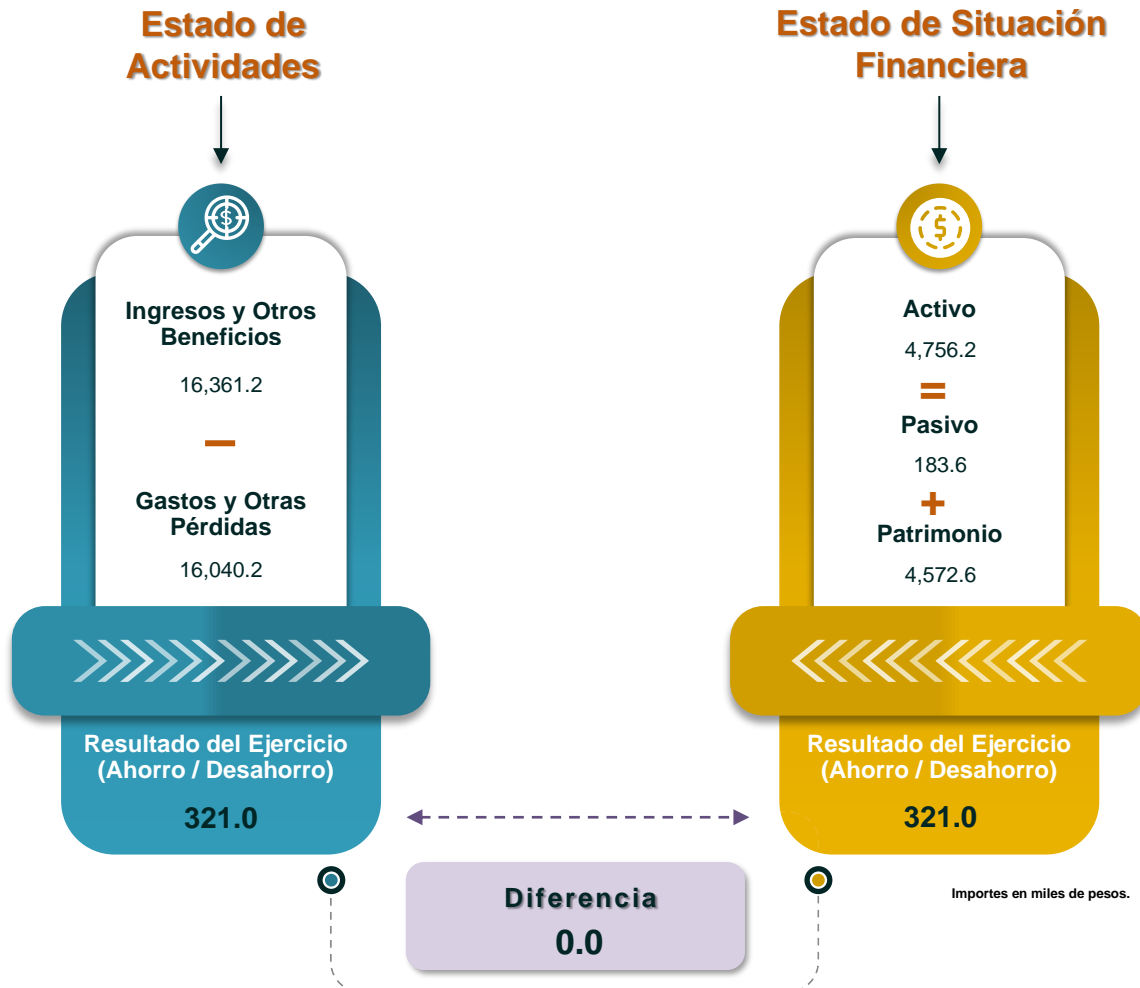 Estado de
Actividades
Ingresos y Otros
Beneficios
16,361.2
–
Gastos y Otras
Pérdidas
16,040.2
Resultado del Ejercicio
(Ahorro / Desahorro)
321.0
Estado de Situación
Financiera
$
Activo
4,756.2
=
Pasivo
183.6
+
Patrimonio
4,572.6
Resultado del Ejercicio
(Ahorro / Desahorro)
321.0
Diferencia
0.0
Importes en miles de pesos.